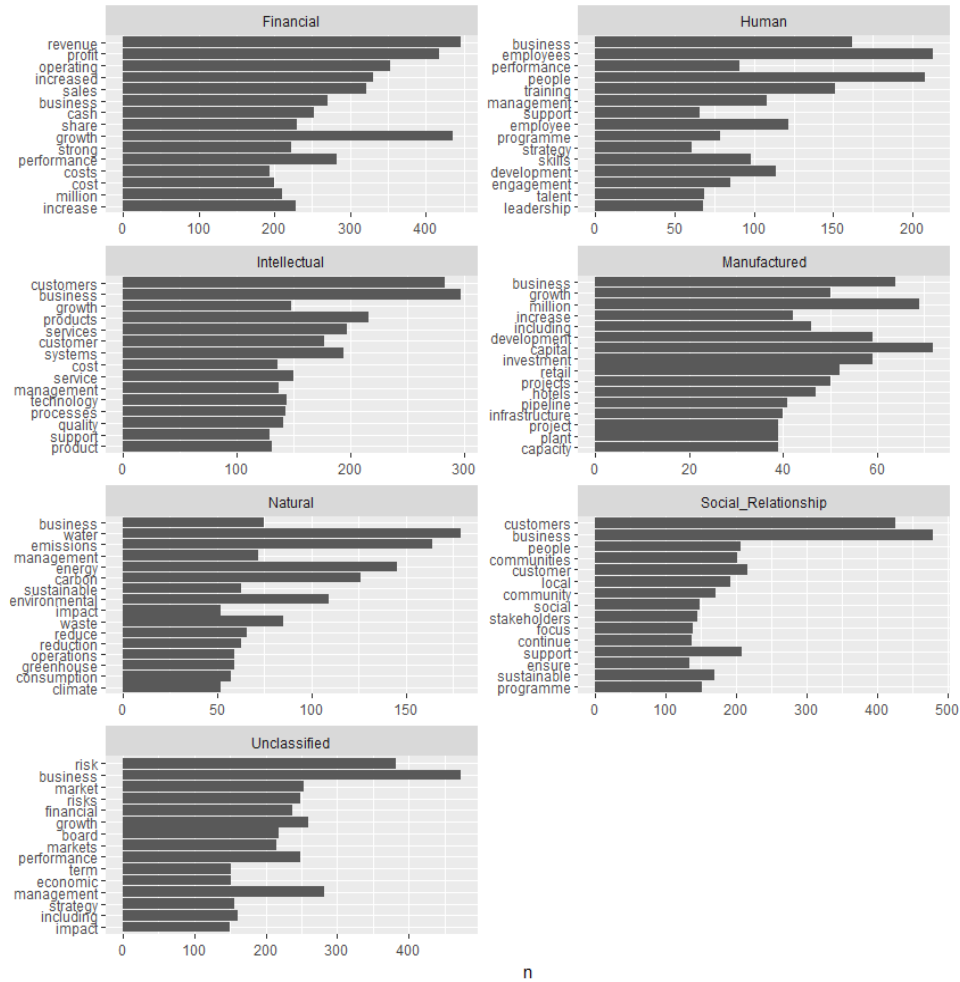 Financial
revenue
profit
operating
increased
sales
business
cash
share
growth
strong
performance
costs
cost
million
increase
0 100 200 300 400
Human
business
employees
performance
people
training
management
support
employee
programme
strategy
skills
development
engagement
talent
leadership
0 50 100 150 200
Intellectual
customers
business
growth
products
services
customer
systems
cost
service
management
technology
processes
quality
support
product
0 100 200 300
Manufactured
business
growth
million
increase
including
development
capital
investment
retail
projects
hotels
pipeline
infrastructure
project
plant
capacity
0 20 40 60
Natural
business
water
emissions
management
energy
carbon
sustainable
environmental
impact
waste
reduce
reduction
operations
greenhouse
consumption
climate
0 50 100 150
Social_Relationship
customers
business
people
communities
customer
local
community
social
stakeholders
focus
continue
support
ensure
sustainable
programme
0 100 200 300 400 500
Unclassified
risk
business
market
risks
financial
growth
board
markets
performance
term
economic
management
strategy
including
impact
0 100 200 300 400
n